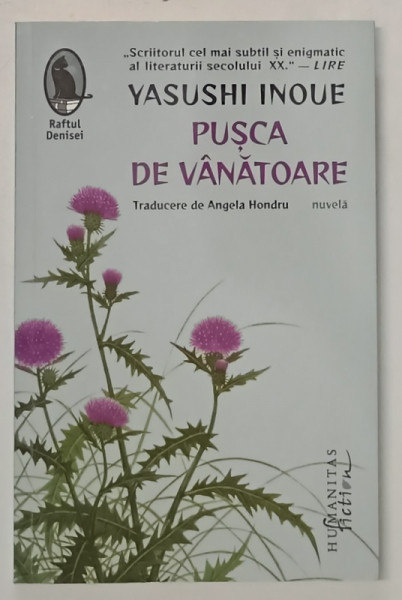 „Scriitorul cel mai subtil și enigmatic
al literaturii secolului XX.“ — LIRE
YASUSHI INOUE
Raftul
Denisei
PUȘCA
DE VÂNĂTOARE
Traducere de Angela Hondru nuvelă
HUMANITAS
fiction